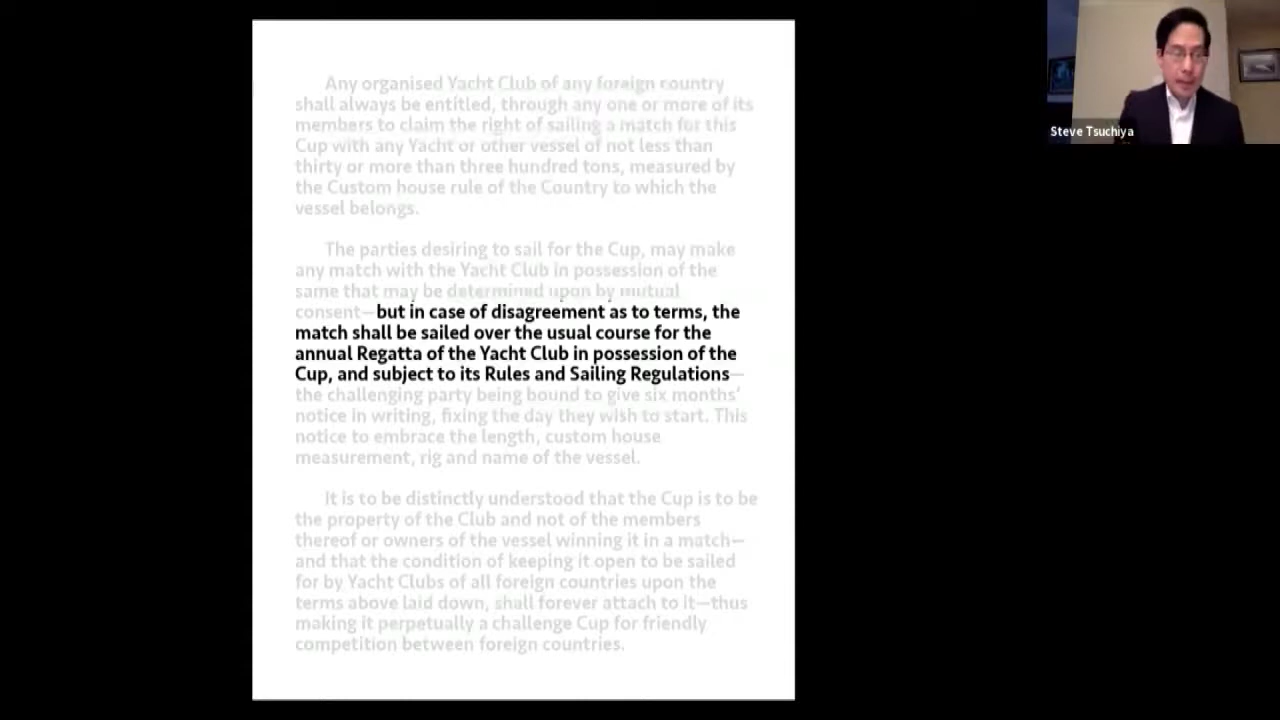 Any organised Yacht Club of any foreign country
shall always be entitled, through any one or more of its
members to claim the right of sailing a match for this
Cup with any Yacht or other vessel of not less than
thirty or more than three hundred tons, measured by
the Custom house rule of the Country to which the
vessel belongs.
The parties desiring to sail for the Cup, may make
any match with the Yacht Club in possession of the
same that may be determined upon by mutual
consent—but in case of disagreement as to terms, the
match shall be sailed over the usual course for the
annual Regatta of the Yacht Club in possession of the
Cup, and subject to its Rules and Sailing Regulations—
the challenging party being bound to give six months’
notice in writing, fixing the day they wish to start. This
notice to embrace the length, custom house
measurement, rig and name of the vessel.
It is to be distinctly understood that the Cup is to be
the property of the Club and not of the members
thereof or owners of the vessel winning it in a match—
and that the condition of keeping it open to be sailed
for by Yacht Clubs of all foreign countries upon the
terms above laid down, shall forever attach to it—thus
making it perpetually a challenge Cup for friendly
competition between foreign countries.
Steve Tsuchiya